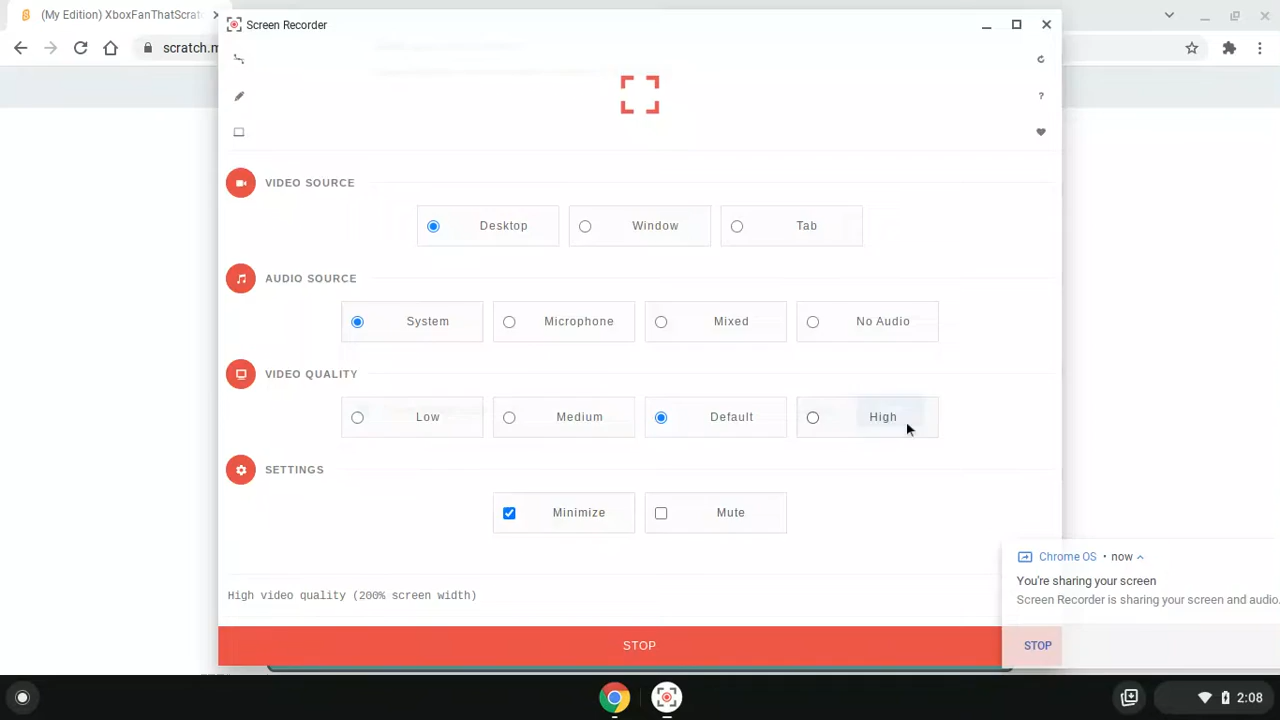 (My Edition) XboxFanThatScrat
Screen Recorder
scratch.m
?
VIDEO SOURCE
Desktop
Window
Tab
AUDIO SOURCE
System
Microphone
Mixed
No Audio
VIDEO QUALITY
Low
Medium
Default
High
SETTINGS
Minimize
Mute
Chrome OS • now
You're sharing your screen
Screen Recorder is sharing your screen and audio.
High video quality (200% screen width)
STOP
STOP
2:08